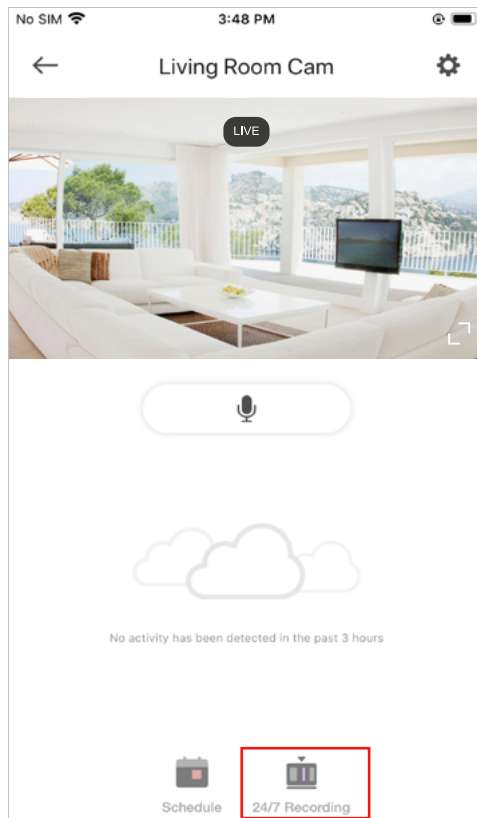 No SIM 3:48 PM
Living Room Cam
LIVE
No activity has been detected in the past 3 hours
Schedule 24/7 Recording